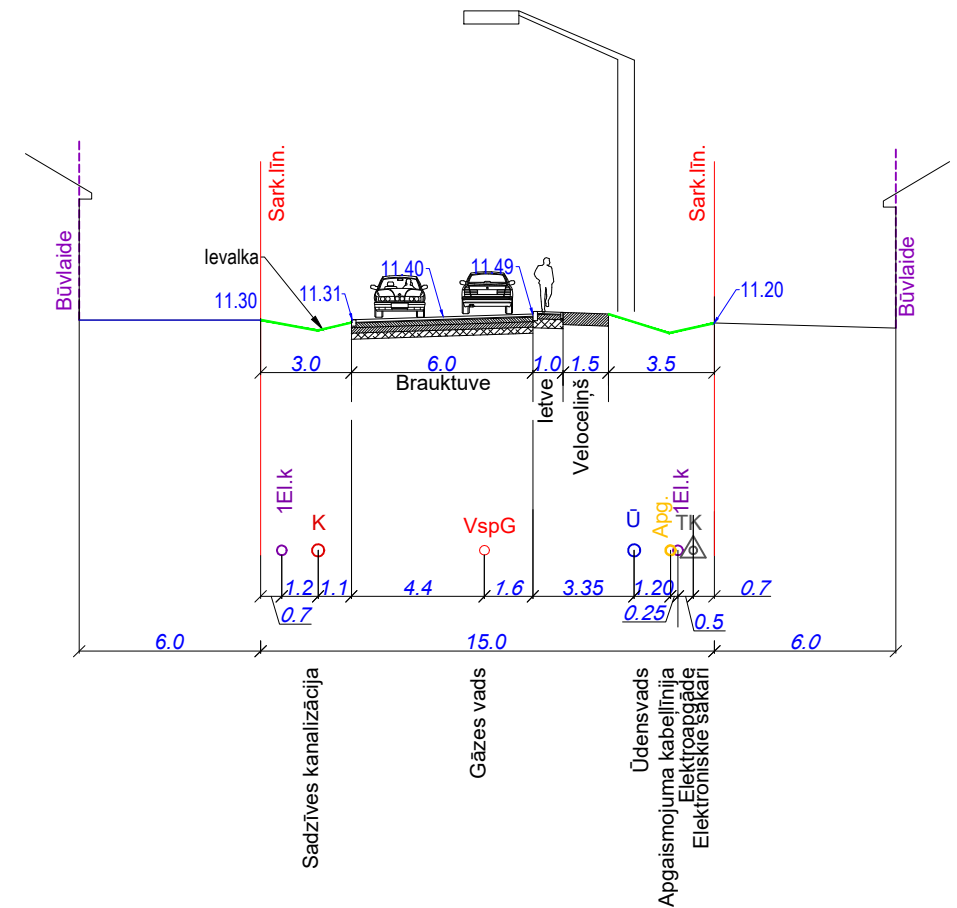 Sark.līn.
Sark.līn.
Būvlaide
Būvlaide
Ievalka
11.30
11.31
11.40
11.49
11.20
3.0
6.0
1.0
1.5
3.5
Brauktuve
Ietve
Veloceliņš
1El.k
K
VspG
Ū
Apg.
1El.k
TK
1.2
1.1
4.4
1.6
3.35
1.20
0.7
0.7
0.25
0.5
6.0
15.0
6.0
Sadzīves kanalizācija
Gāzes vads
Ūdensvads
Apgaismojuma kabeļlīnija
Elektroapgāde
Elektroniskie sakari